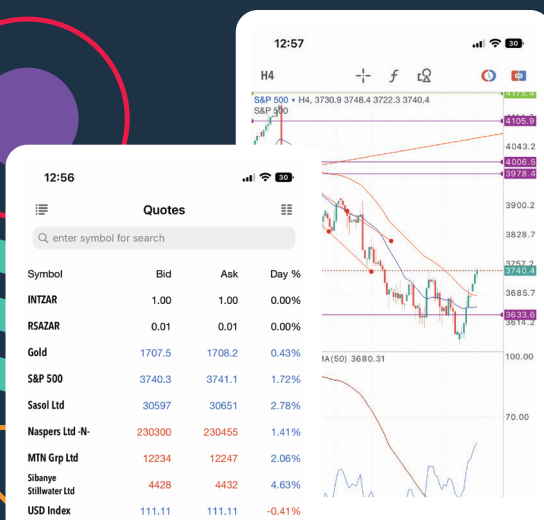 12:57
30
H4
f
S&P 500 ▾ H4, 3730.9 3748.4 3722.3 3740.4
S&P 500
4175.4
4105.9
4043.2
4006.5
3978.4
3900.2
3828.7
3757.2
3740.4
3685.7
3633.6
3614.2
MA(50) 3680.31
100.00
70.00
12:56
30
Quotes
enter symbol for search
Symbol Bid Ask Day %
INTZAR 1.00 1.00 0.00%
RSAZAR 0.01 0.01 0.00%
Gold 1707.5 1708.2 0.43%
S&P 500 3740.3 3741.1 1.72%
Sasol Ltd 30597 30651 2.78%
Naspers Ltd -N- 230300 230455 1.41%
MTN Grp Ltd 12234 12247 2.06%
Sibanye
Stillwater Ltd 4428 4432 4.63%
USD Index 111.11 111.11 -0.41%